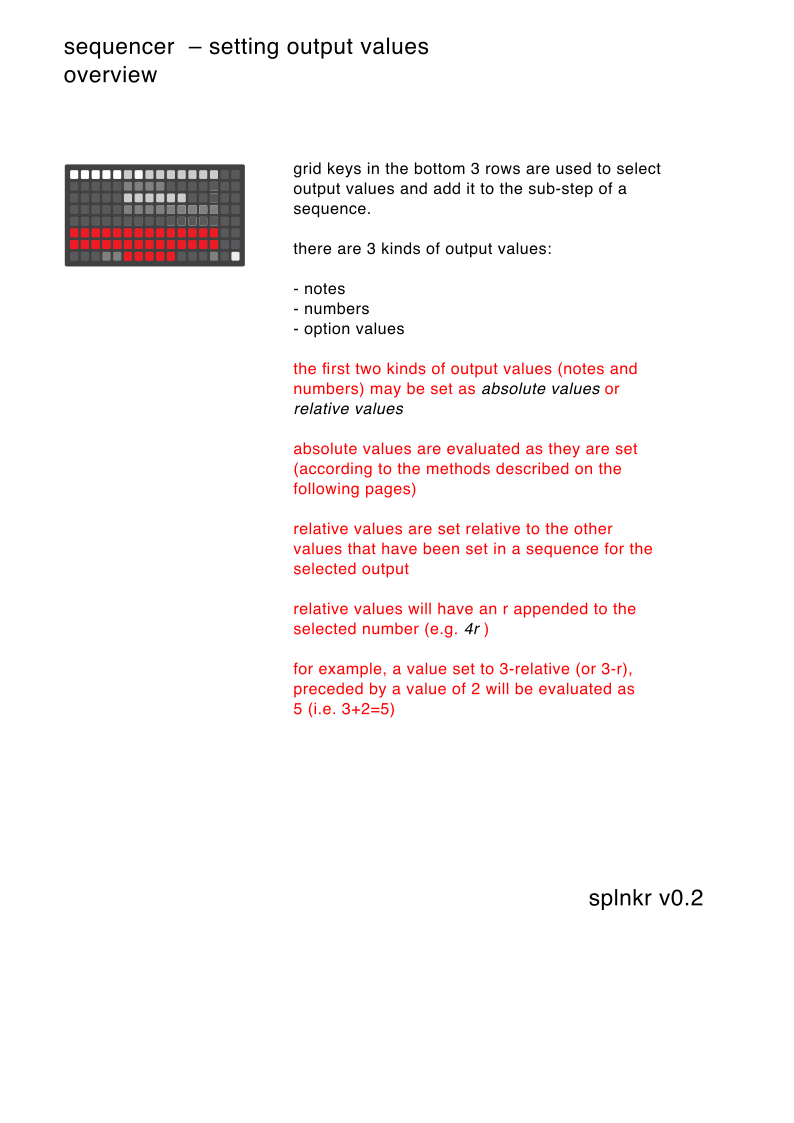 sequencer – setting output values
overview
grid keys in the bottom 3 rows are used to select
output values and add it to the sub-step of a
sequence.
there are 3 kinds of output values:
- notes
- numbers
- option values
the first two kinds of output values (notes and
numbers) may be set as absolute values or
relative values
absolute values are evaluated as they are set
(according to the methods described on the
following pages)
relative values are set relative to the other
values that have been set in a sequence for the
selected output
relative values will have an r appended to the
selected number (e.g. 4r )
for example, a value set to 3-relative (or 3-r),
preceded by a value of 2 will be evaluated as
5 (i.e. 3+2=5)
splnkr v0.2